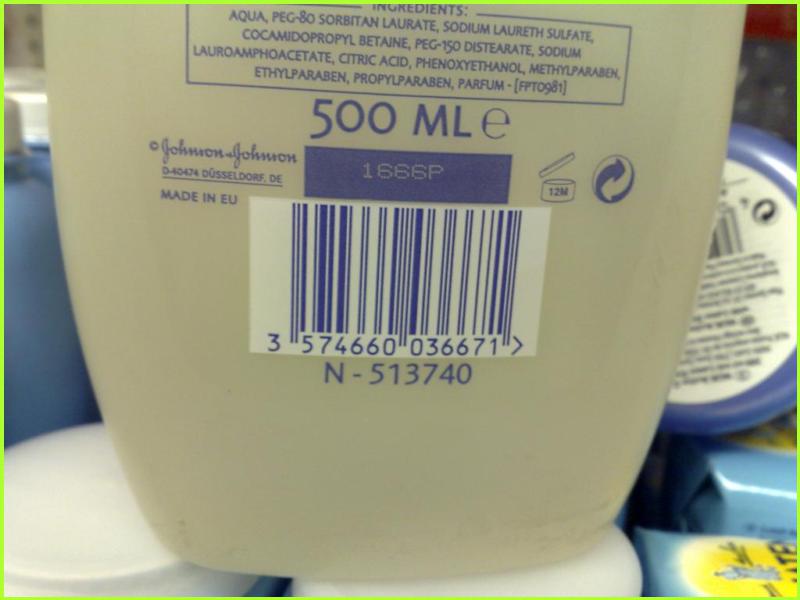 INGREDIENTS:
AQUA, PEG-80 SORBITAN LAURATE, SODIUM LAURETH SULFATE,
COCAMIDOPROPYL BETAINE, PEG-150 DISTEARATE, SODIUM
LAUROAMPHOACETATE, CITRIC ACID, PHENOXYETHANOL, METHYLPARABEN,
ETHYLPARABEN, PROPYLPARABEN, PARFUM - [FPT0981]
500 ML e
© Johnson & Johnson
D-40474 DÜSSELDORF, DE
MADE IN EU
1666P
12M
3 574660 036671 >
N - 513740